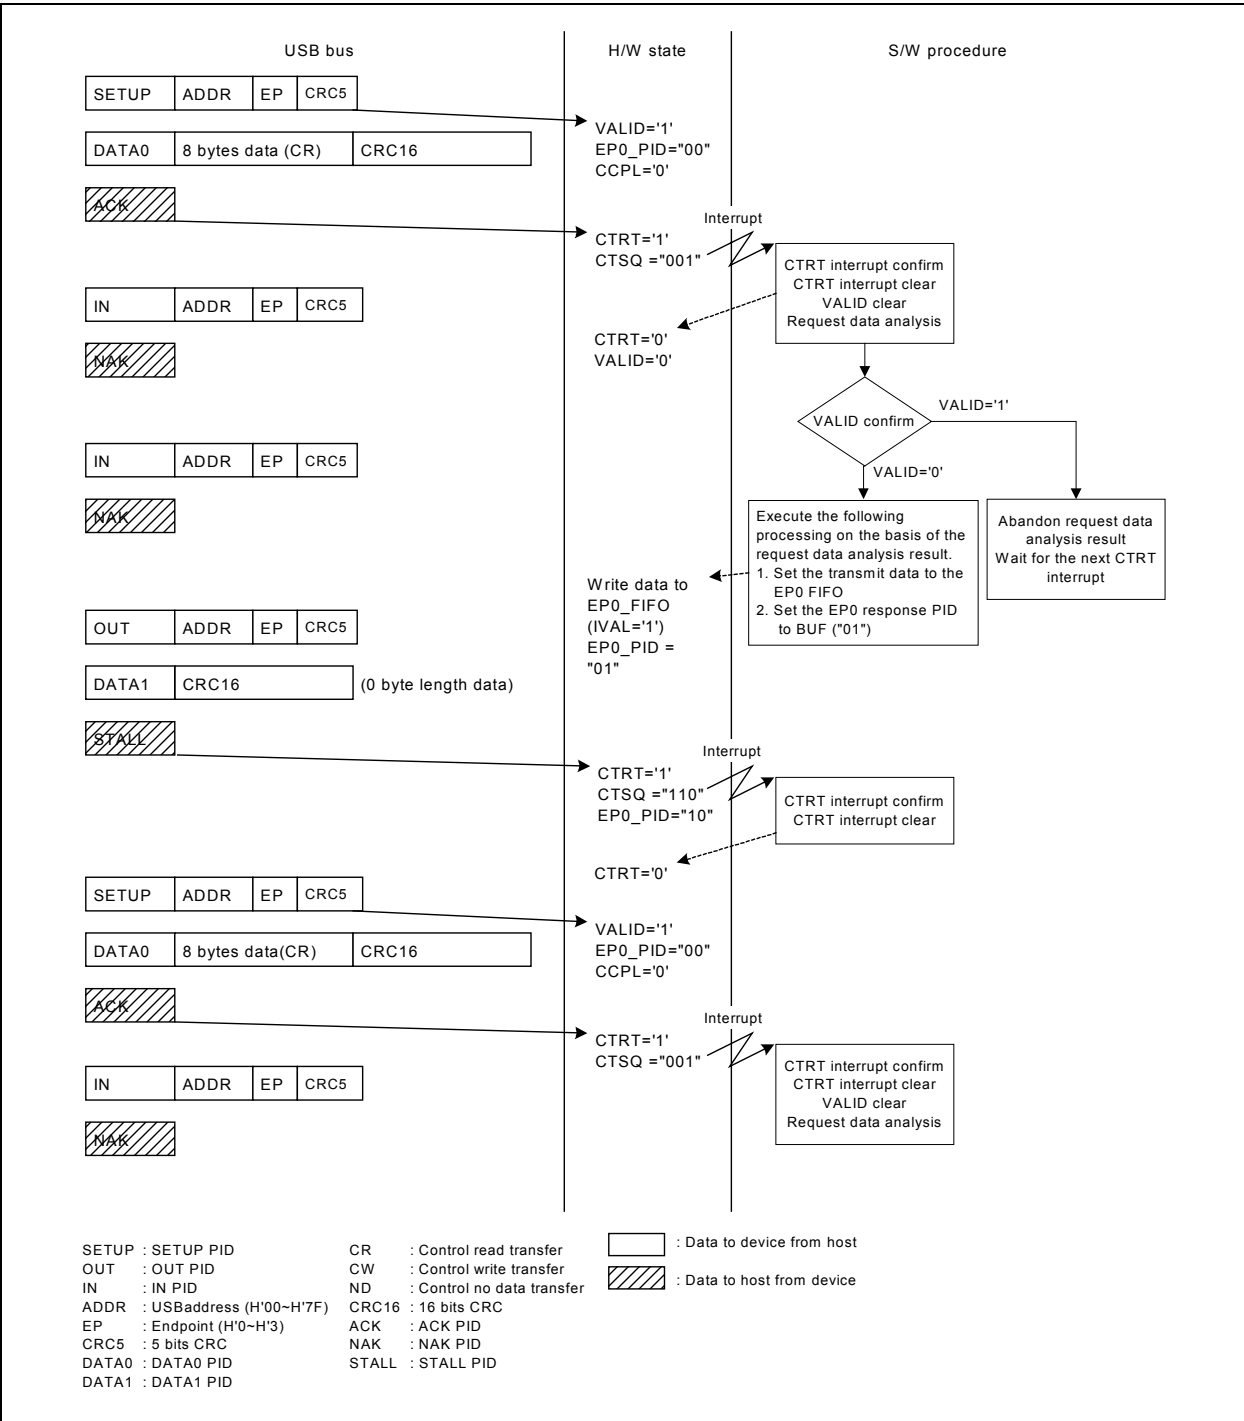 USB bus
H/W state
S/W procedure
SETUP ADDR EP CRC5
VALID='1'
EP0_PID="00"
CCPL='0'
DATA0 8 bytes data (CR) CRC16
ACK
Interrupt
CTRT='1'
CTSQ ="001"
CTRT interrupt confirm
CTRT interrupt clear
VALID clear
Request data analysis
IN ADDR EP CRC5
CTRT='0'
VALID='0'
NAK
VALID confirm
VALID='1'
VALID='0'
IN ADDR EP CRC5
NAK
Execute the following
processing on the basis of the
request data analysis result.
1. Set the transmit data to the
EP0 FIFO
2. Set the EP0 response PID
to BUF ("01")
Abandon request data
analysis result
Wait for the next CTRT
interrupt
Write data to
EP0_FIFO
(IVAL='1')
EP0_PID =
"01"
OUT ADDR EP CRC5
DATA1 CRC16 (0 byte length data)
STALL
Interrupt
CTRT='1'
CTSQ ="110"
EP0_PID="10"
CTRT interrupt confirm
CTRT interrupt clear
CTRT='0'
SETUP ADDR EP CRC5
VALID='1'
EP0_PID="00"
CCPL='0'
DATA0 8 bytes data(CR) CRC16
ACK
Interrupt
CTRT='1'
CTSQ ="001"
CTRT interrupt confirm
CTRT interrupt clear
VALID clear
Request data analysis
IN ADDR EP CRC5
NAK
SETUP : SETUP PID
OUT : OUT PID
IN : IN PID
ADDR : USBaddress (H'00~H'7F)
EP : Endpoint (H'0~H'3)
CRC5 : 5 bits CRC
DATA0 : DATA0 PID
DATA1 : DATA1 PID
CR : Control read transfer
CW : Control write transfer
ND : Control no data transfer
CRC16 : 16 bits CRC
ACK : ACK PID
NAK : NAK PID
STALL : STALL PID
: Data to device from host
: Data to host from device